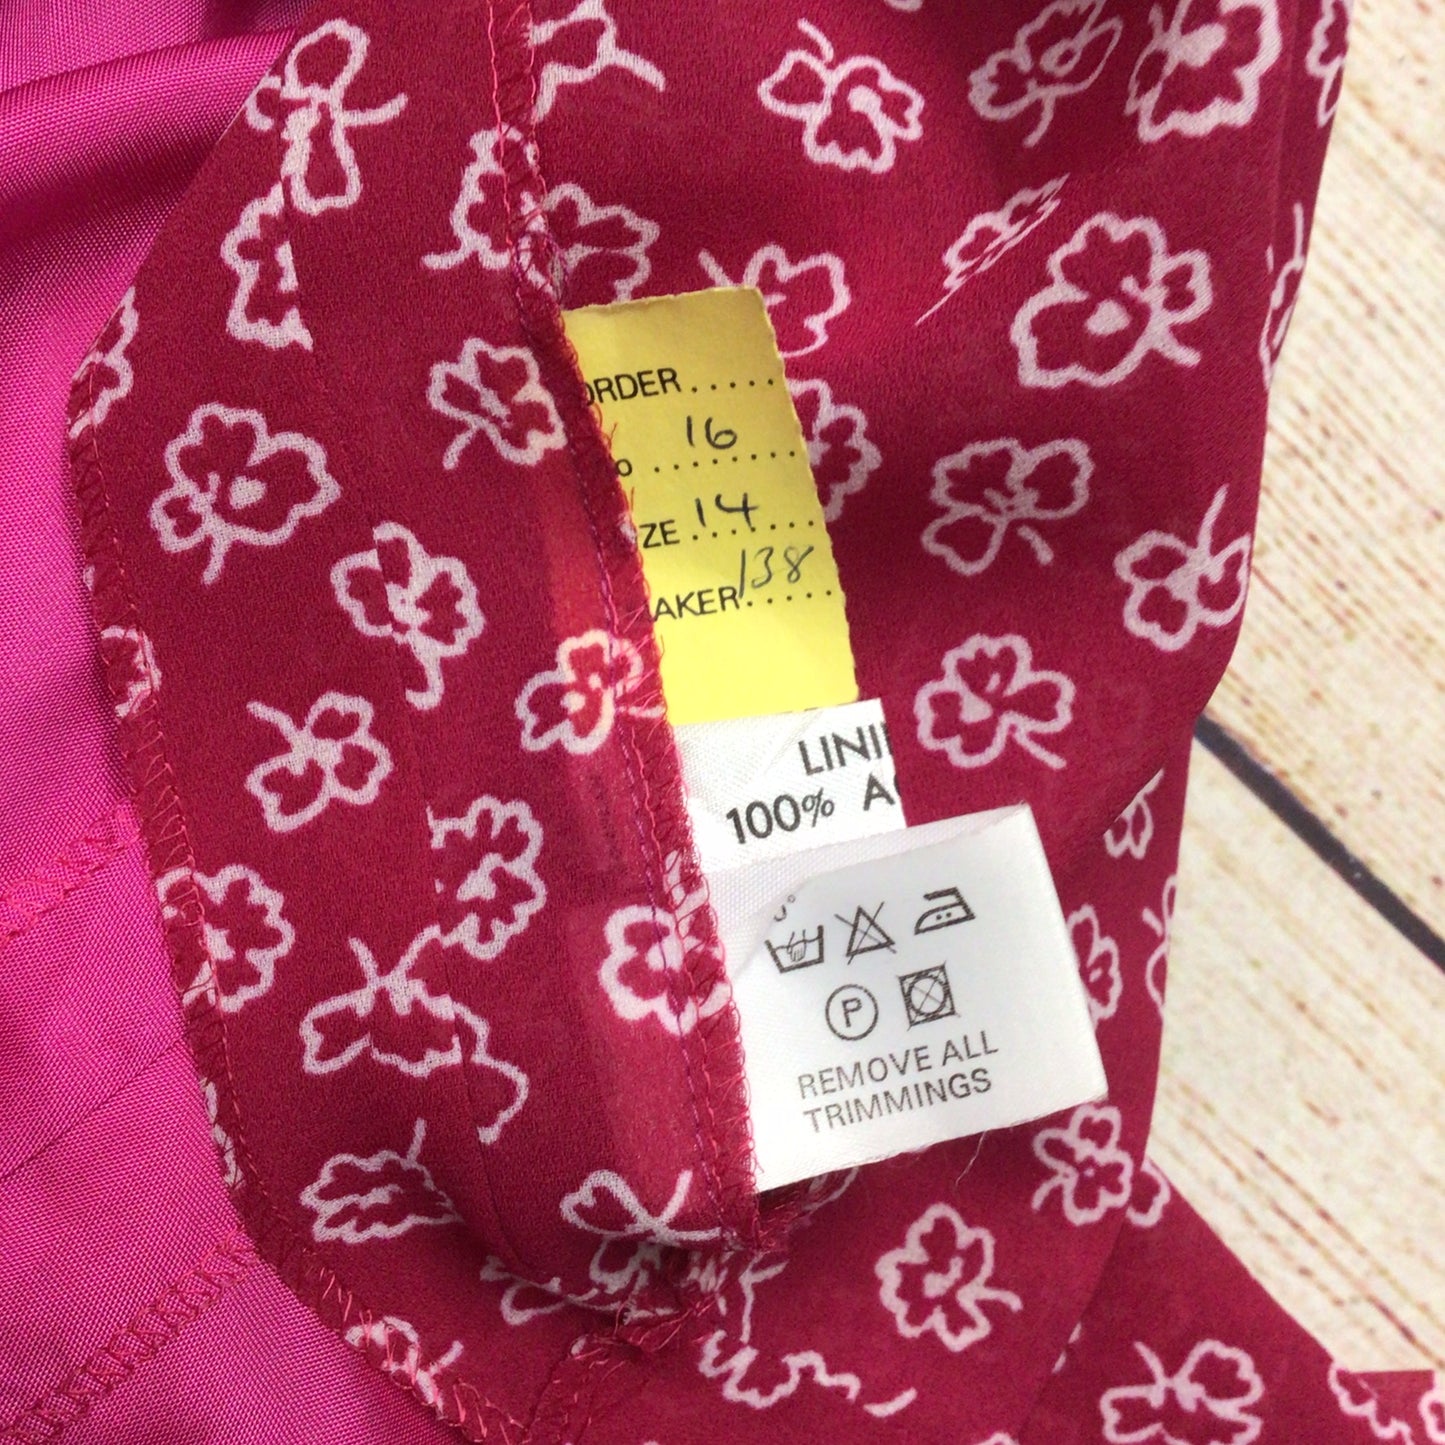 ORDER.....
16
o .......
ZE 14
AKER 138
LINI
100% A
P
REMOVE ALL
TRIMMINGS